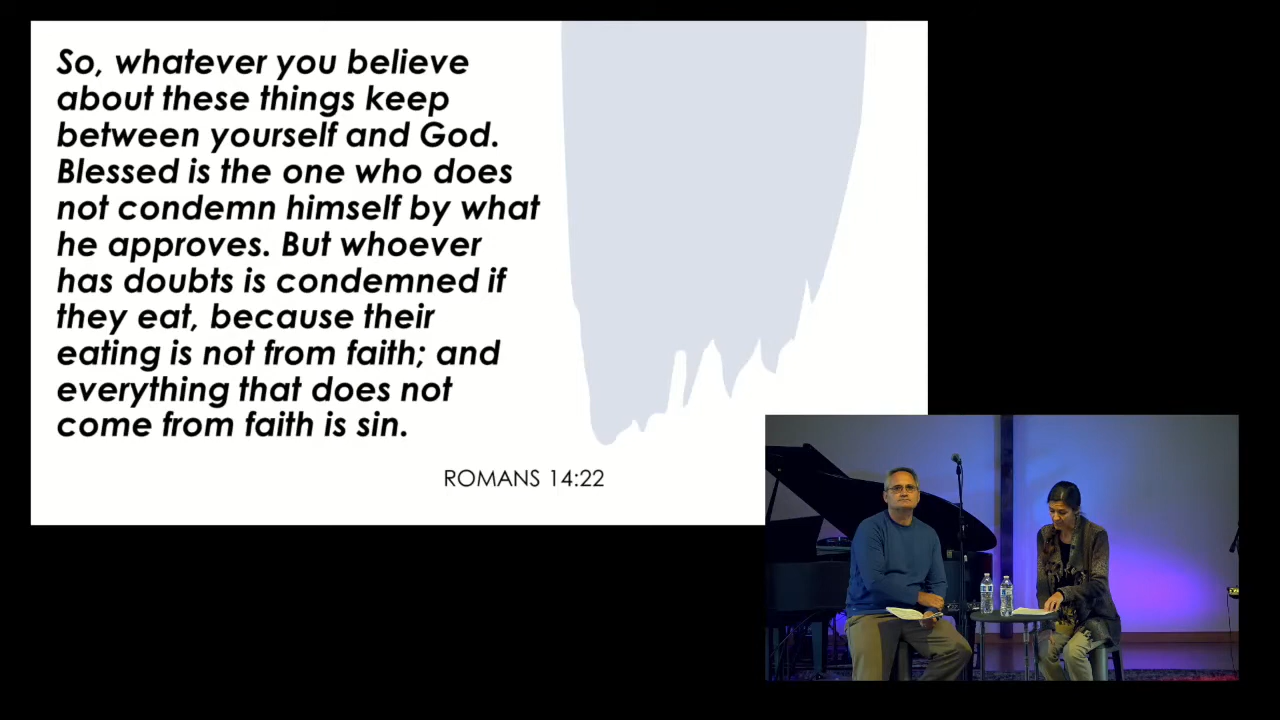 So, whatever you believe
about these things keep
between yourself and God.
Blessed is the one who does
not condemn himself by what
he approves. But whoever
has doubts is condemned if
they eat, because their
eating is not from faith; and
everything that does not
come from faith is sin.
ROMANS 14:22